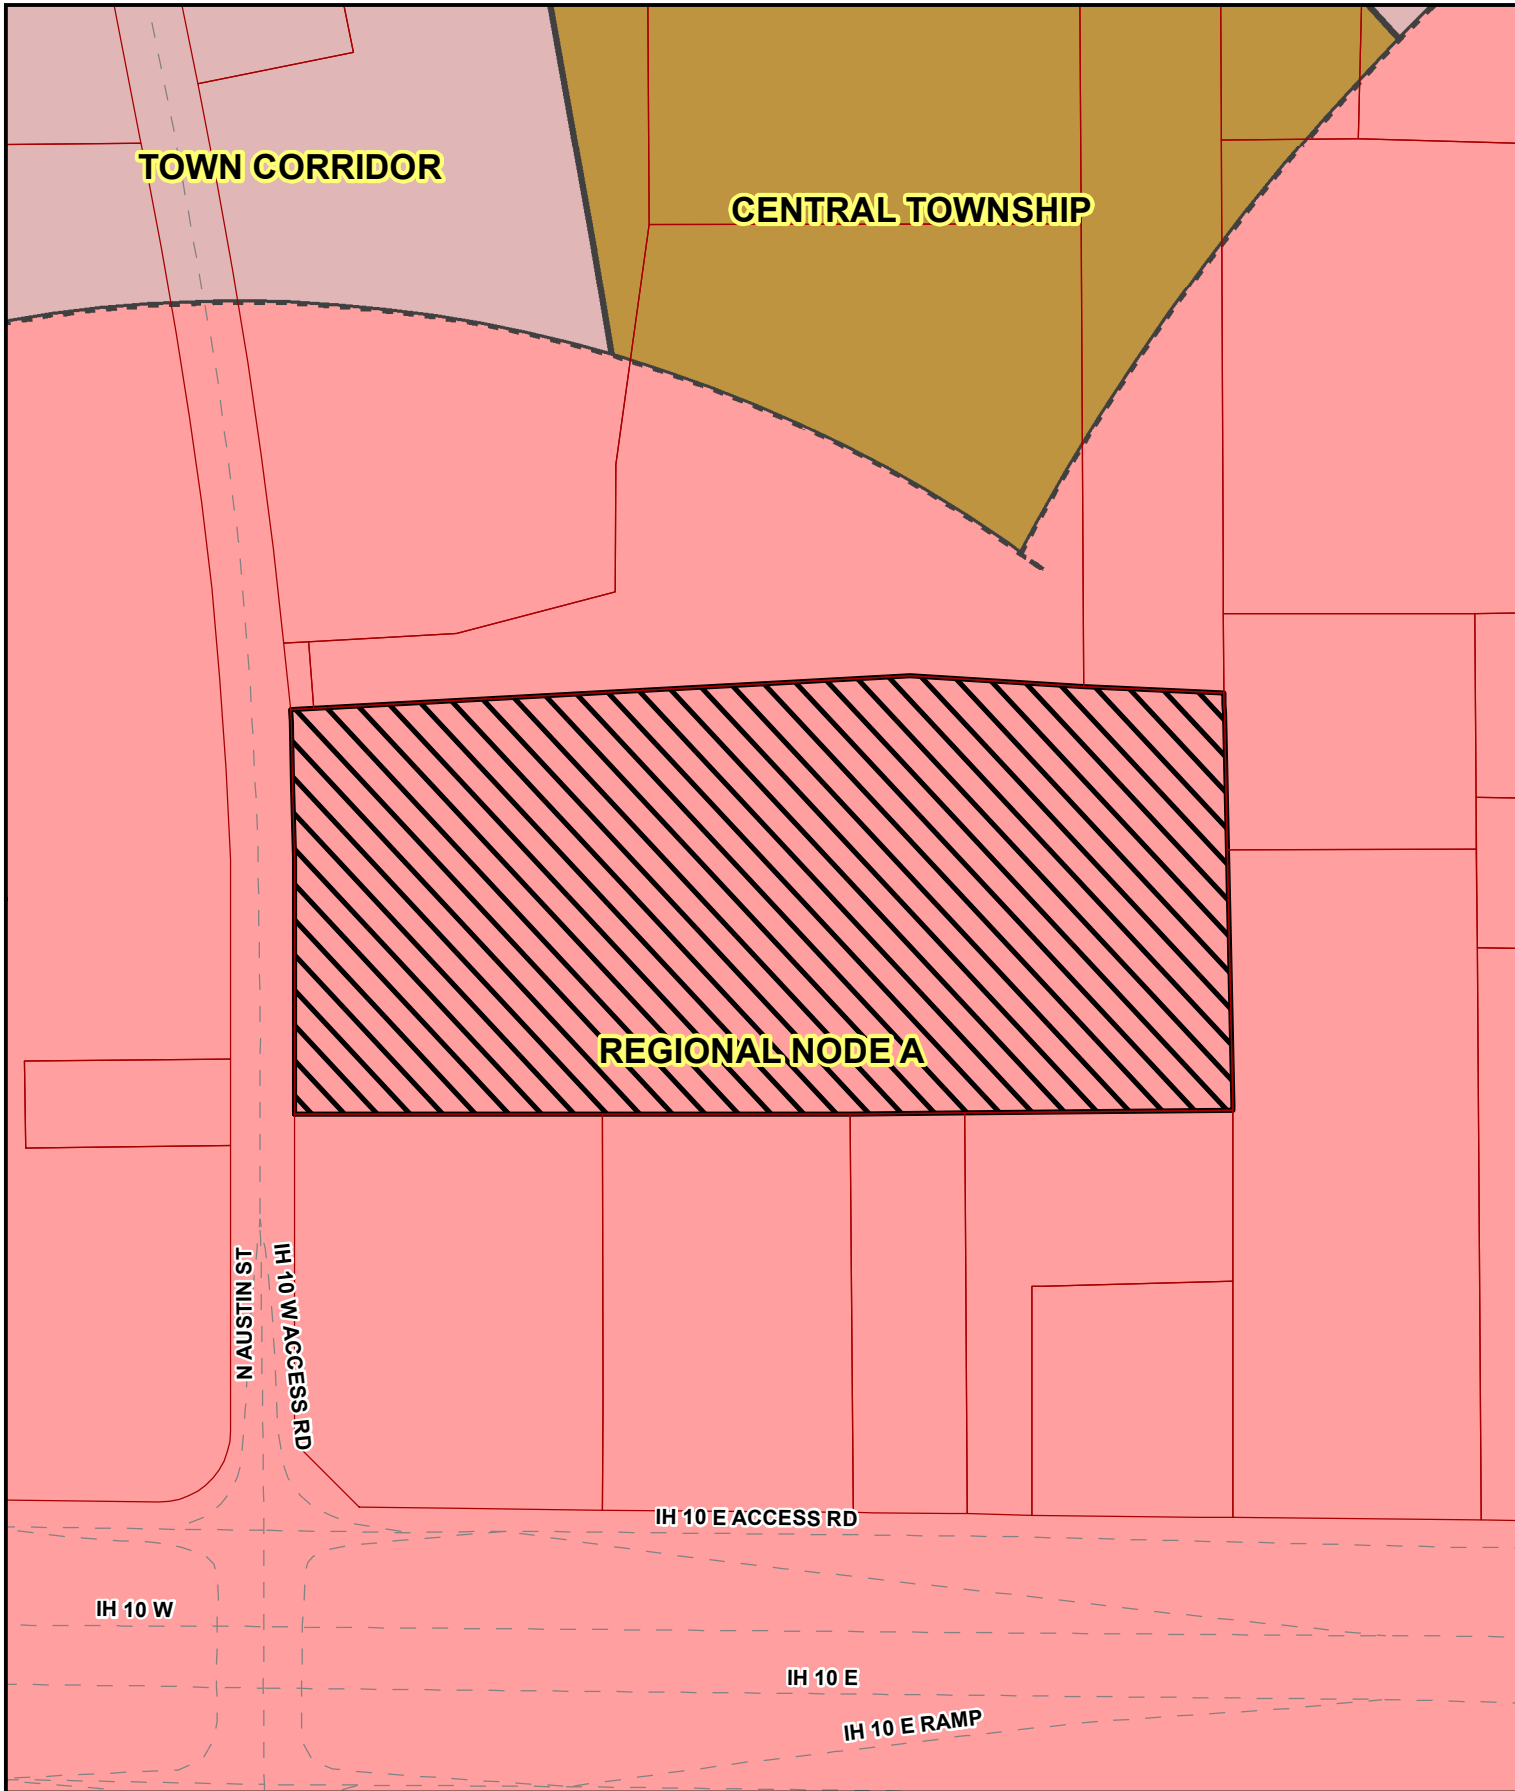 TOWN CORRIDOR
CENTRAL TOWNSHIP
REGIONAL NODE A
N AUSTIN ST
IH 10 W ACCESS RD
IH 10 E ACCESS RD
IH 10 W
IH 10 E
IH 10 E RAMP